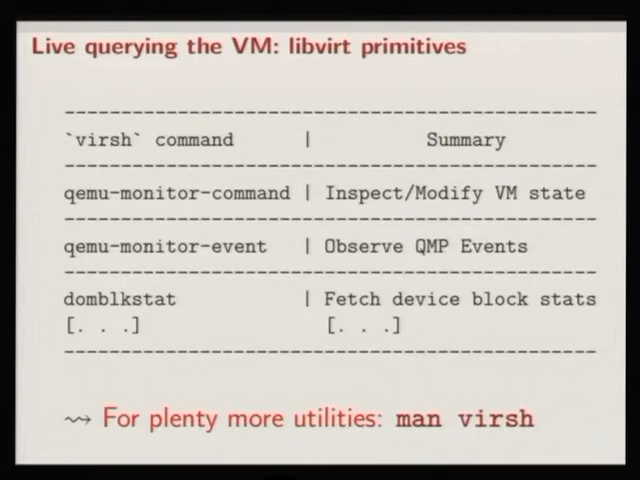 Live querying the VM: libvirt primitives
-----------------------------------------------
`virsh` command | Summary
-----------------------------------------------
qemu-monitor-command | Inspect/Modify VM state
-----------------------------------------------
qemu-monitor-event | Observe QMP Events
-----------------------------------------------
domblkstat | Fetch device block stats
[. . .] [. . .]
-----------------------------------------------
⇝ For plenty more utilities: man virsh